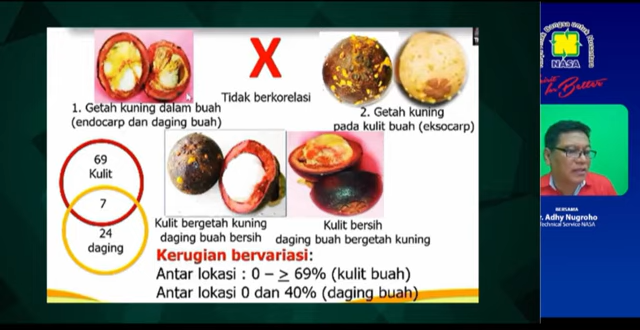 X
1. Getah kuning dalam buah
(endocarp dan daging buah)
Tidak berkorelasi
2. Getah kuning
pada kulit buah (eksocarp)
69
Kulit
7
24
daging
Kulit bergetah kuning
daging buah bersih
Kulit bersih
daging buah bergetah kuning
Kerugian bervariasi:
Antar lokasi : 0 – ≥ 69% (kulit buah)
Antar lokasi 0 dan 40% (daging buah)
NASA
BERSAMA
r. Adhy Nugroho
Technical Service NASA